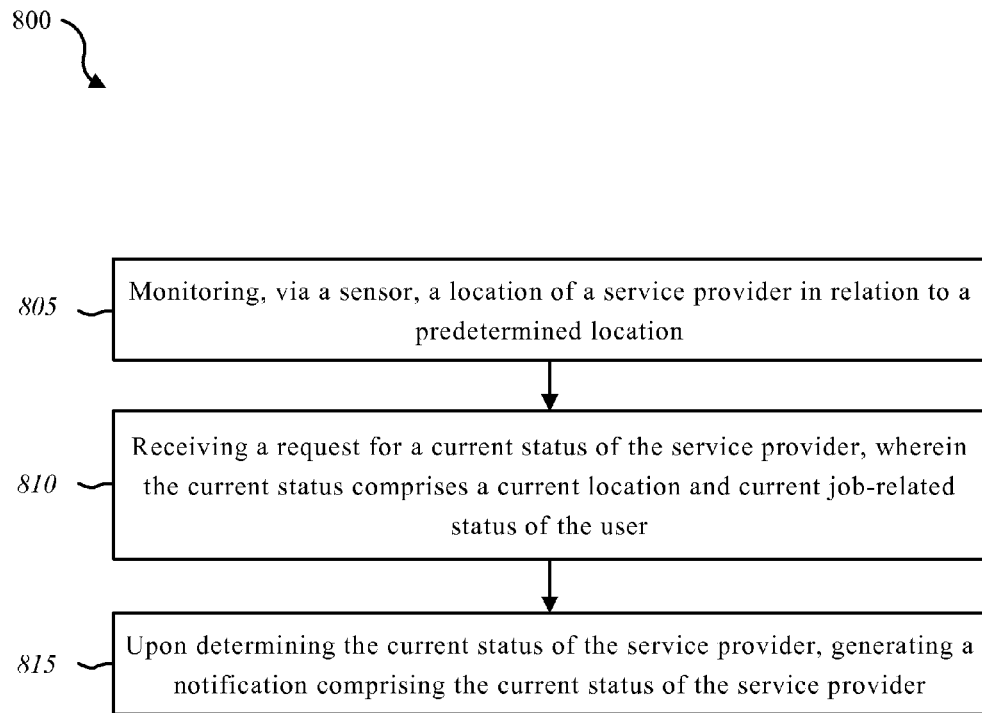 800
805
Monitoring, via a sensor, a location of a service provider in relation to a
predetermined location
810
Receiving a request for a current status of the service provider, wherein
the current status comprises a current location and current job-related
status of the user
815
Upon determining the current status of the service provider, generating a
notification comprising the current status of the service provider